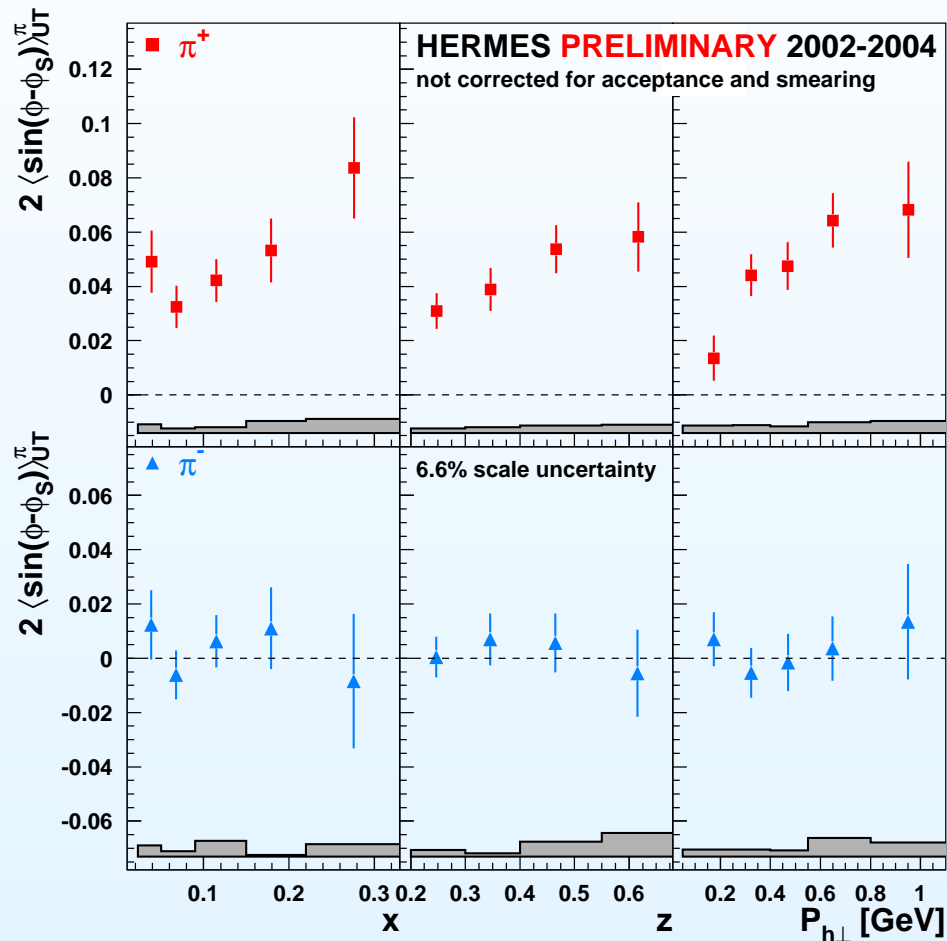 2 ⟨sin(ϕ-ϕS)⟩πUT
π+
HERMES PRELIMINARY 2002-2004
not corrected for acceptance and smearing
0.12
0.1
0.08
0.06
0.04
0.02
0
2 ⟨sin(ϕ-ϕS)⟩πUT
π-
6.6% scale uncertainty
0.06
0.04
0.02
0
-0.02
-0.04
-0.06
0.1 0.2 0.3 0.2 0.3 0.4 0.5 0.6 0.2 0.4 0.6 0.8 1
x z Ph⊥ [GeV]